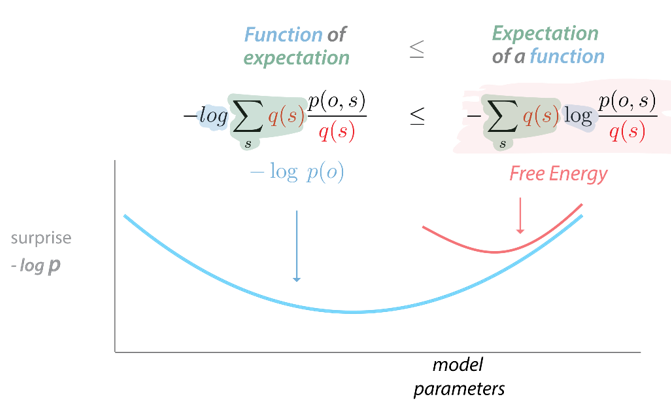 Function of expectation ≤ Expectation of a function
-log ∑_s q(s) p(o, s)/q(s) ≤ - ∑_s q(s) log p(o, s)/q(s)
- log p(o)
Free Energy
surprise
- log p
model
parameters